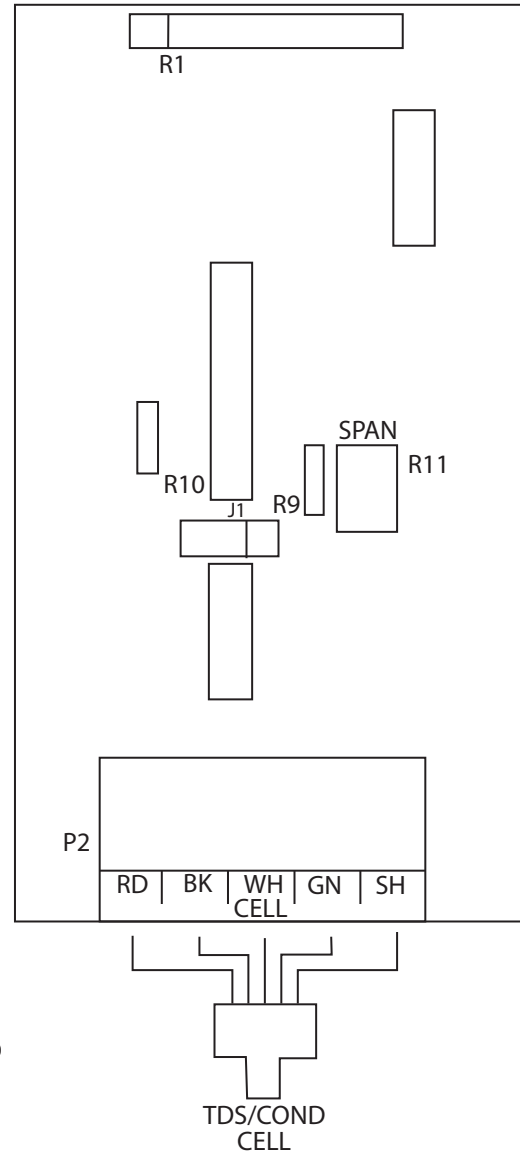 R1
SPAN
R11
R10
R9
J1
P2
RD BK WH GN SH
CELL
TDS/COND
CELL